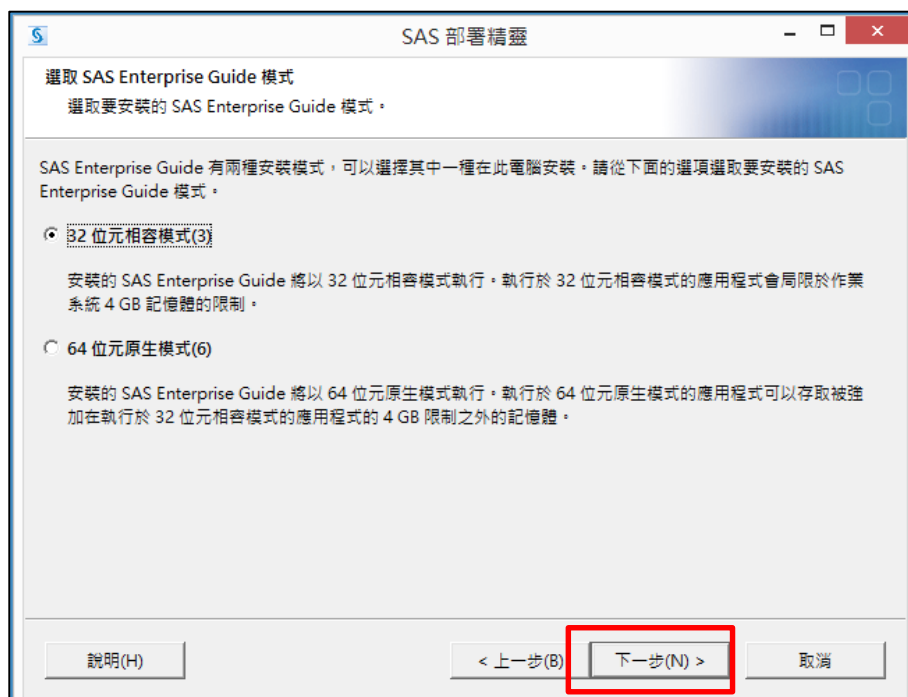 SAS 部署精靈
選取 SAS Enterprise Guide 模式
選取要安裝的 SAS Enterprise Guide 模式。
SAS Enterprise Guide 有兩種安裝模式，可以選擇其中一種在此電腦安裝。請從下面的選項選取要安裝的 SAS
Enterprise Guide 模式。
32 位元相容模式(3)
安裝的 SAS Enterprise Guide 將以 32 位元相容模式執行。執行於 32 位元相容模式的應用程式會局限於作業
系統 4 GB 記憶體的限制。
64 位元原生模式(6)
安裝的 SAS Enterprise Guide 將以 64 位元原生模式執行。執行於 64 位元原生模式的應用程式可以存取被強
加在執行於 32 位元相容模式的應用程式的 4 GB 限制之外的記憶體。
說明(H)
< 上一步(B)
下一步(N) >
取消